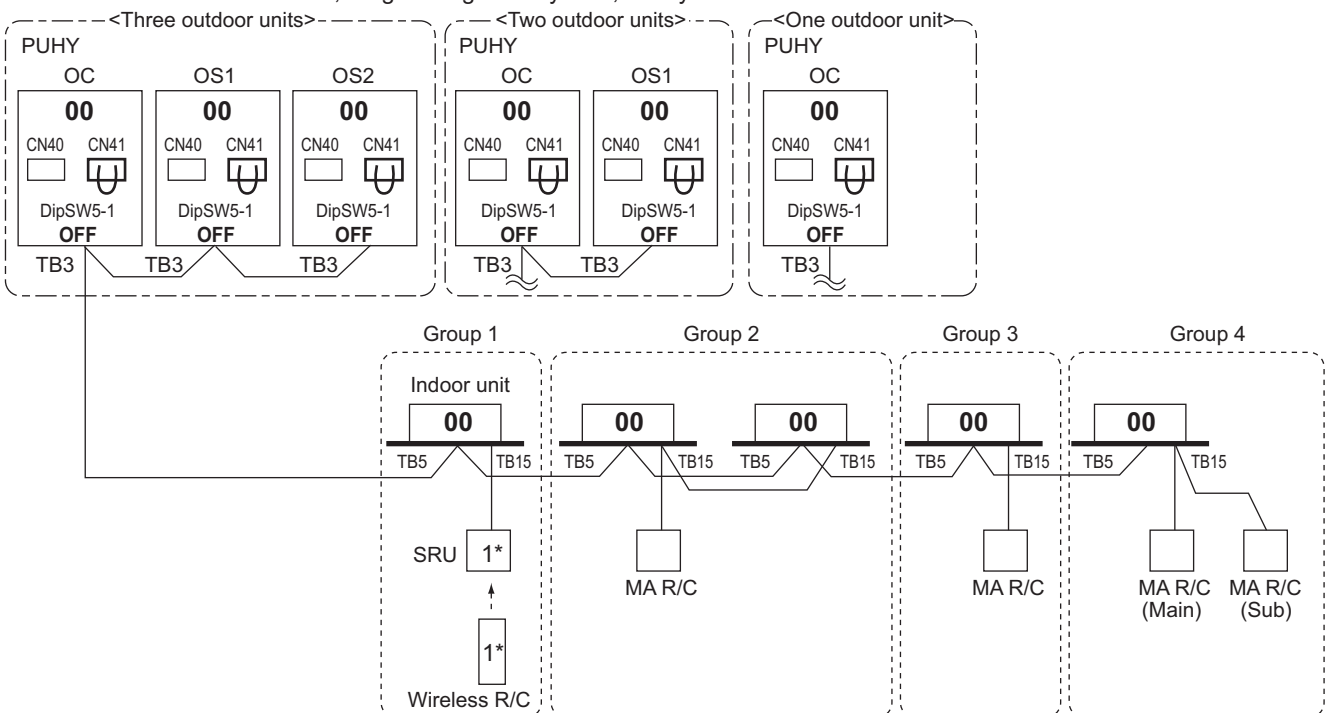 <Three outdoor units>
<Two outdoor units>
<One outdoor unit>
PUHY
PUHY
PUHY
OC OS1 OS2
OC OS1
OC
00 00 00
00 00
00
CN40 CN41 CN40 CN41 CN40 CN41
CN40 CN41 CN40 CN41
CN40 CN41
DipSW5-1 DipSW5-1 DipSW5-1
DipSW5-1 DipSW5-1
DipSW5-1
OFF OFF OFF
OFF OFF
OFF
TB3 TB3 TB3
TB3 TB3
TB3
Group 1 Group 2 Group 3 Group 4
Indoor unit
00 00 00 00 00
TB5 TB15 TB5 TB15 TB5 TB15 TB5 TB15 TB5 TB15
SRU 1*
MA R/C
MA R/C
MA R/C
(Main)
MA R/C
(Sub)
1*
Wireless R/C